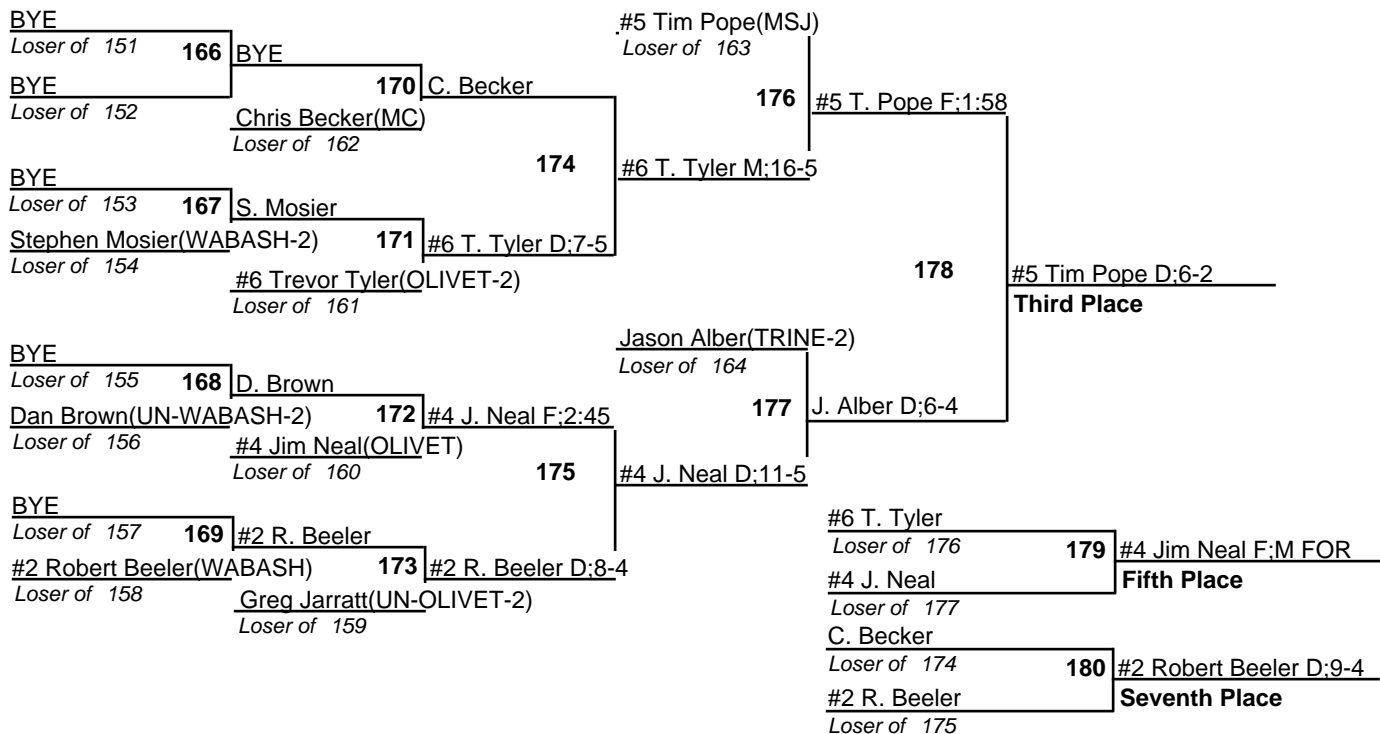 BYE
Loser of 151
166
BYE
BYE
Loser of 152
170
C. Becker
Chris Becker(MC)
Loser of 162
BYE
Loser of 153
167
S. Mosier
Stephen Mosier(WABASH-2)
Loser of 154
171
#6 T. Tyler D;7-5
#6 Trevor Tyler(OLIVET-2)
Loser of 161
174
#6 T. Tyler M;16-5
#5 Tim Pope(MSJ)
Loser of 163
176
#5 T. Pope F;1:58
BYE
Loser of 155
168
D. Brown
Dan Brown(UN-WABASH-2)
Loser of 156
172
#4 J. Neal F;2:45
#4 Jim Neal(OLIVET)
Loser of 160
BYE
Loser of 157
169
#2 R. Beeler
#2 Robert Beeler(WABASH)
Loser of 158
173
#2 R. Beeler D;8-4
Greg Jarratt(UN-OLIVET-2)
Loser of 159
175
#4 J. Neal D;11-5
Jason Alber(TRINE-2)
Loser of 164
177
J. Alber D;6-4
178
#5 Tim Pope D;6-2
Third Place
#6 T. Tyler
Loser of 176
179
#4 Jim Neal F;M FOR
Fifth Place
#4 J. Neal
Loser of 177
C. Becker
Loser of 174
180
#2 Robert Beeler D;9-4
Seventh Place
#2 R. Beeler
Loser of 175